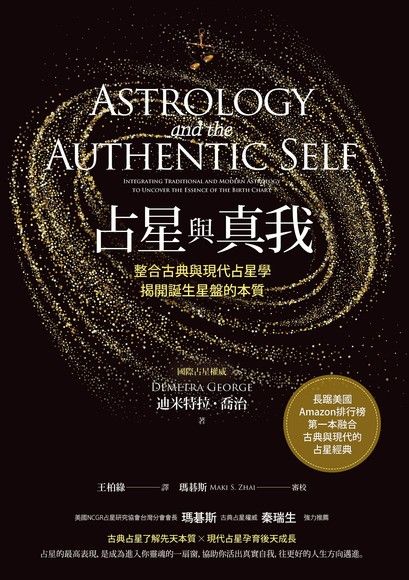 ASTROLOGY
and the
AUTHENTIC SELF
INTEGRATING TRADITIONAL AND MODERN ASTROLOGY
TO UNCOVER THE ESSENCE OF THE BIRTH CHART
占星與真我
整合古典與現代占星學
揭開誕生星盤的本質
國際占星權威
DEMETRA GEORGE
迪米特拉・喬治
著
長踞美國
Amazon排行榜
第一本融合
古典與現代的
占星經典
王柏綠 譯 瑪碁斯 MAKI S. ZHAI 審校
美國NCGR占星研究協會台灣分會會長 瑪碁斯 古典占星權威 秦瑞生 強力推薦
古典占星了解先天本質 × 現代占星孕育後天成長
占星的最高表現, 是成為進入你靈魂的一扇窗, 協助你活出真實自我, 往更好的人生方向邁進。